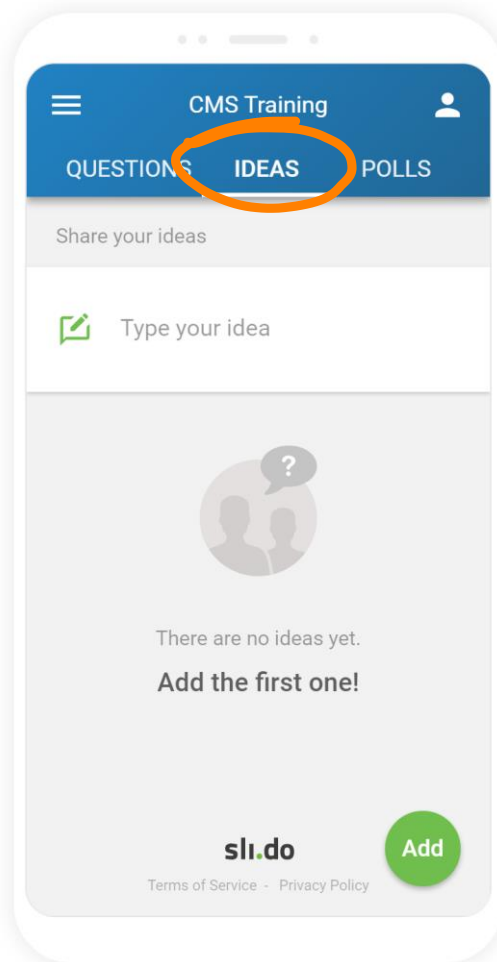 CMS Training
QUESTIONS IDEAS POLLS
Share your ideas
Type your idea
?
There are no ideas yet.
Add the first one!
Add
slı.do
Terms of Service - Privacy Policy